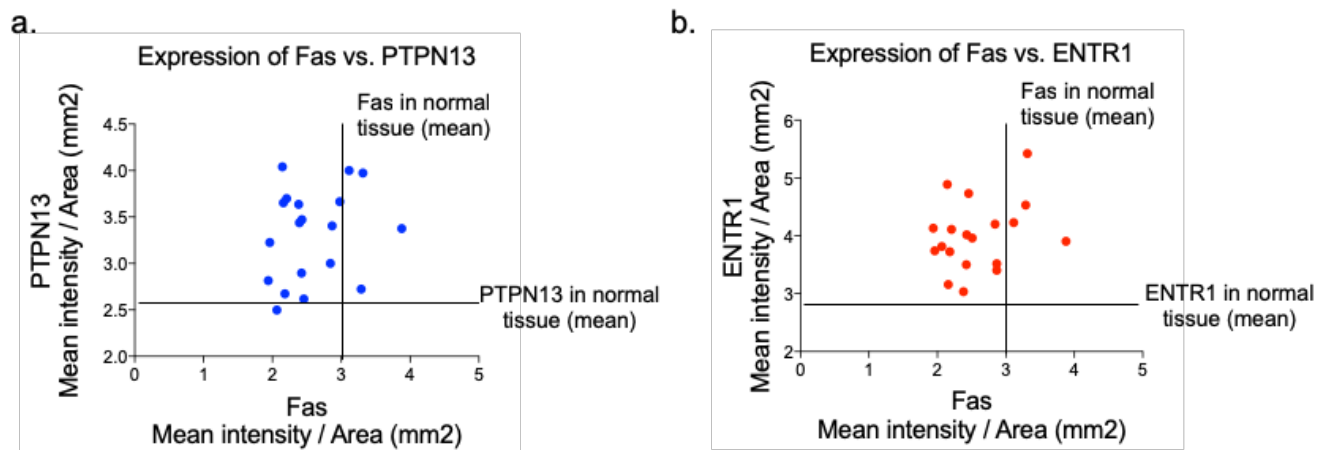 a.
Expression of Fas vs. PTPN13
Fas in normal
tissue (mean)
PTPN13
Mean intensity / Area (mm2)
4.5
4.0
3.5
3.0
2.5
2.0
PTPN13 in normal
tissue (mean)
0 1 2 3 4 5
Fas
Mean intensity / Area (mm2)
b.
Expression of Fas vs. ENTR1
Fas in normal
tissue (mean)
ENTR1
Mean intensity / Area (mm2)
6
5
4
3
2
ENTR1 in normal
tissue (mean)
0 1 2 3 4 5
Fas
Mean intensity / Area (mm2)